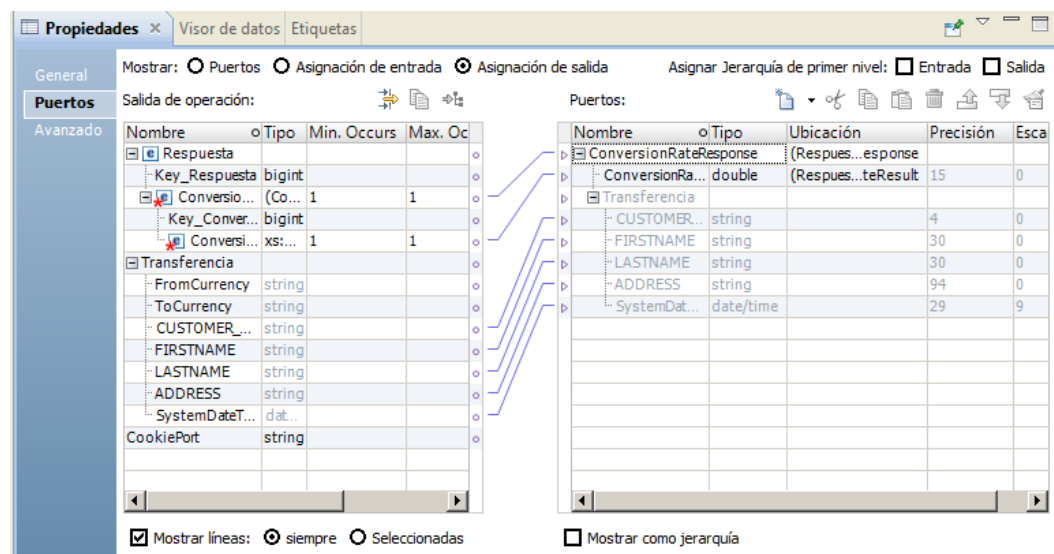 Propiedades Visor de datos Etiquetas
General
Puertos
Avanzado
Mostrar: Puertos Asignación de entrada Asignación de salida Asignar Jerarquía de primer nivel: Entrada Salida
Salida de operación: Puertos:
Nombre Tipo Min. Occurs Max. Oc
Respuesta
Key_Respuesta bigint
Conversio... (Co... 1 1
Key_Conver... bigint
Conversi... xs:... 1 1
Transferencia
FromCurrency string
ToCurrency string
CUSTOMER_... string
FIRSTNAME string
LASTNAME string
ADDRESS string
SystemDateT... dat...
CookiePort string
Nombre Tipo Ubicación Precisión Esca
ConversionRateResponse (Respues...esponse
ConversionRa... double (Respues...teResult 15 0
Transferencia
CUSTOMER... string 4 0
FIRSTNAME string 30 0
LASTNAME string 30 0
ADDRESS string 94 0
SystemDat... date/time 29 9
Mostrar líneas: siempre Seleccionadas Mostrar como jerarquía